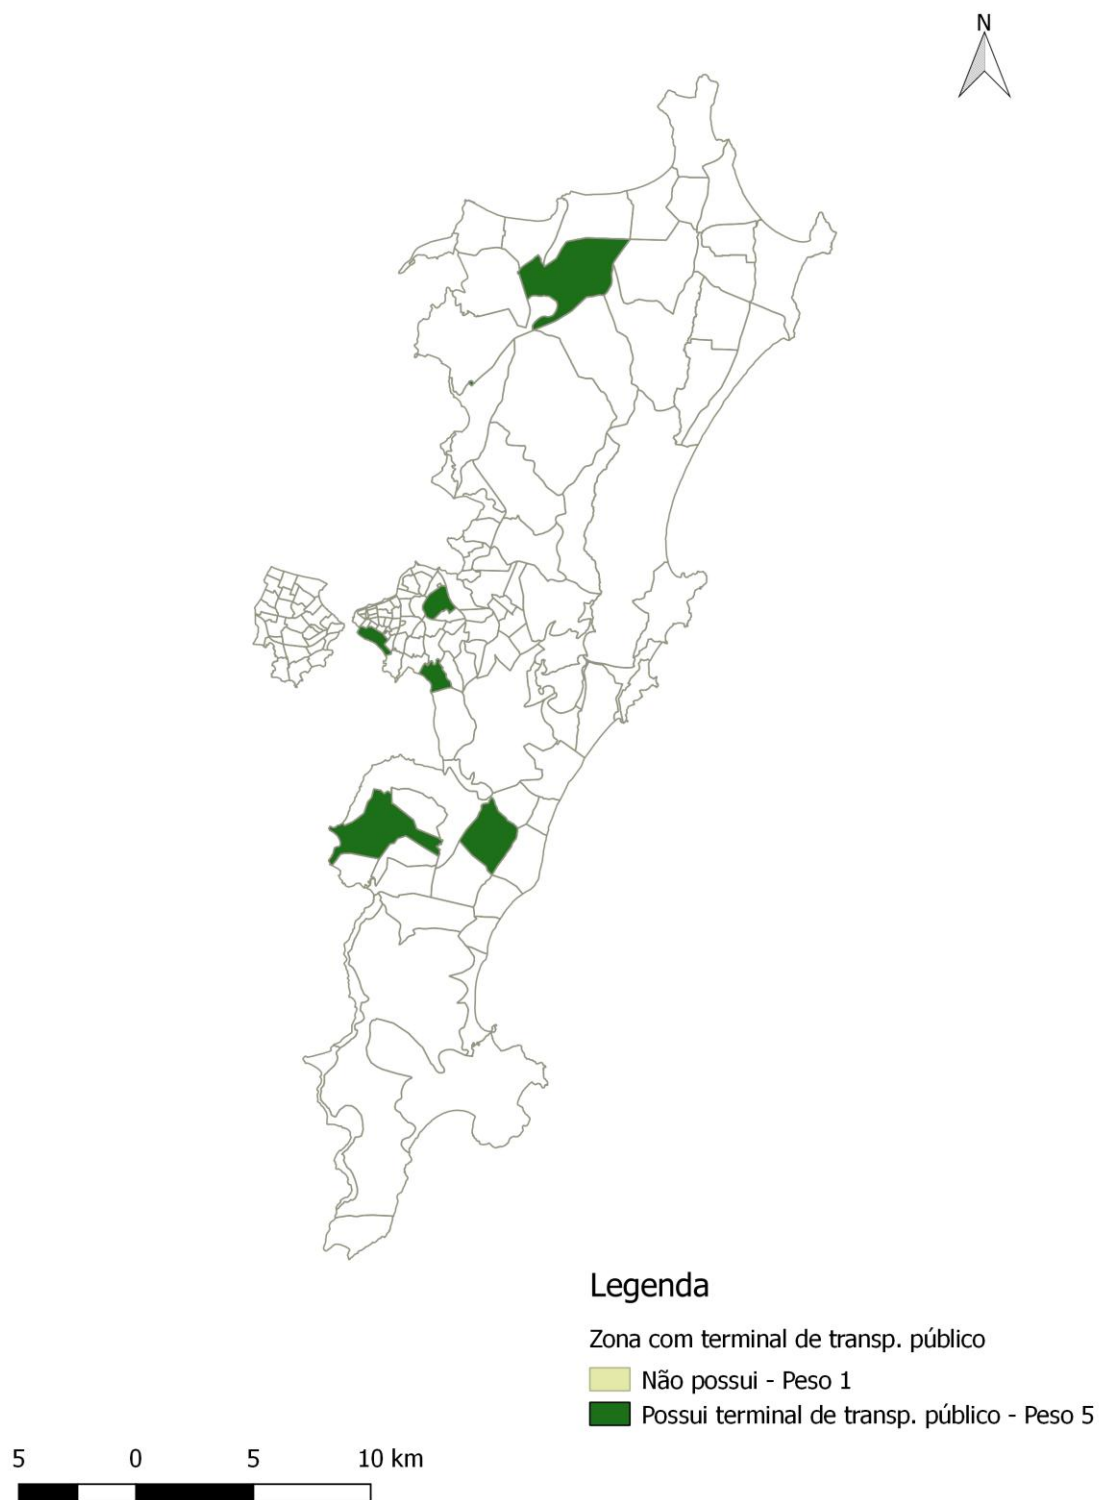 N
Legenda
Zona com terminal de transp. público
Não possui - Peso 1
Possui terminal de transp. público - Peso 5
5 0 5 10 km